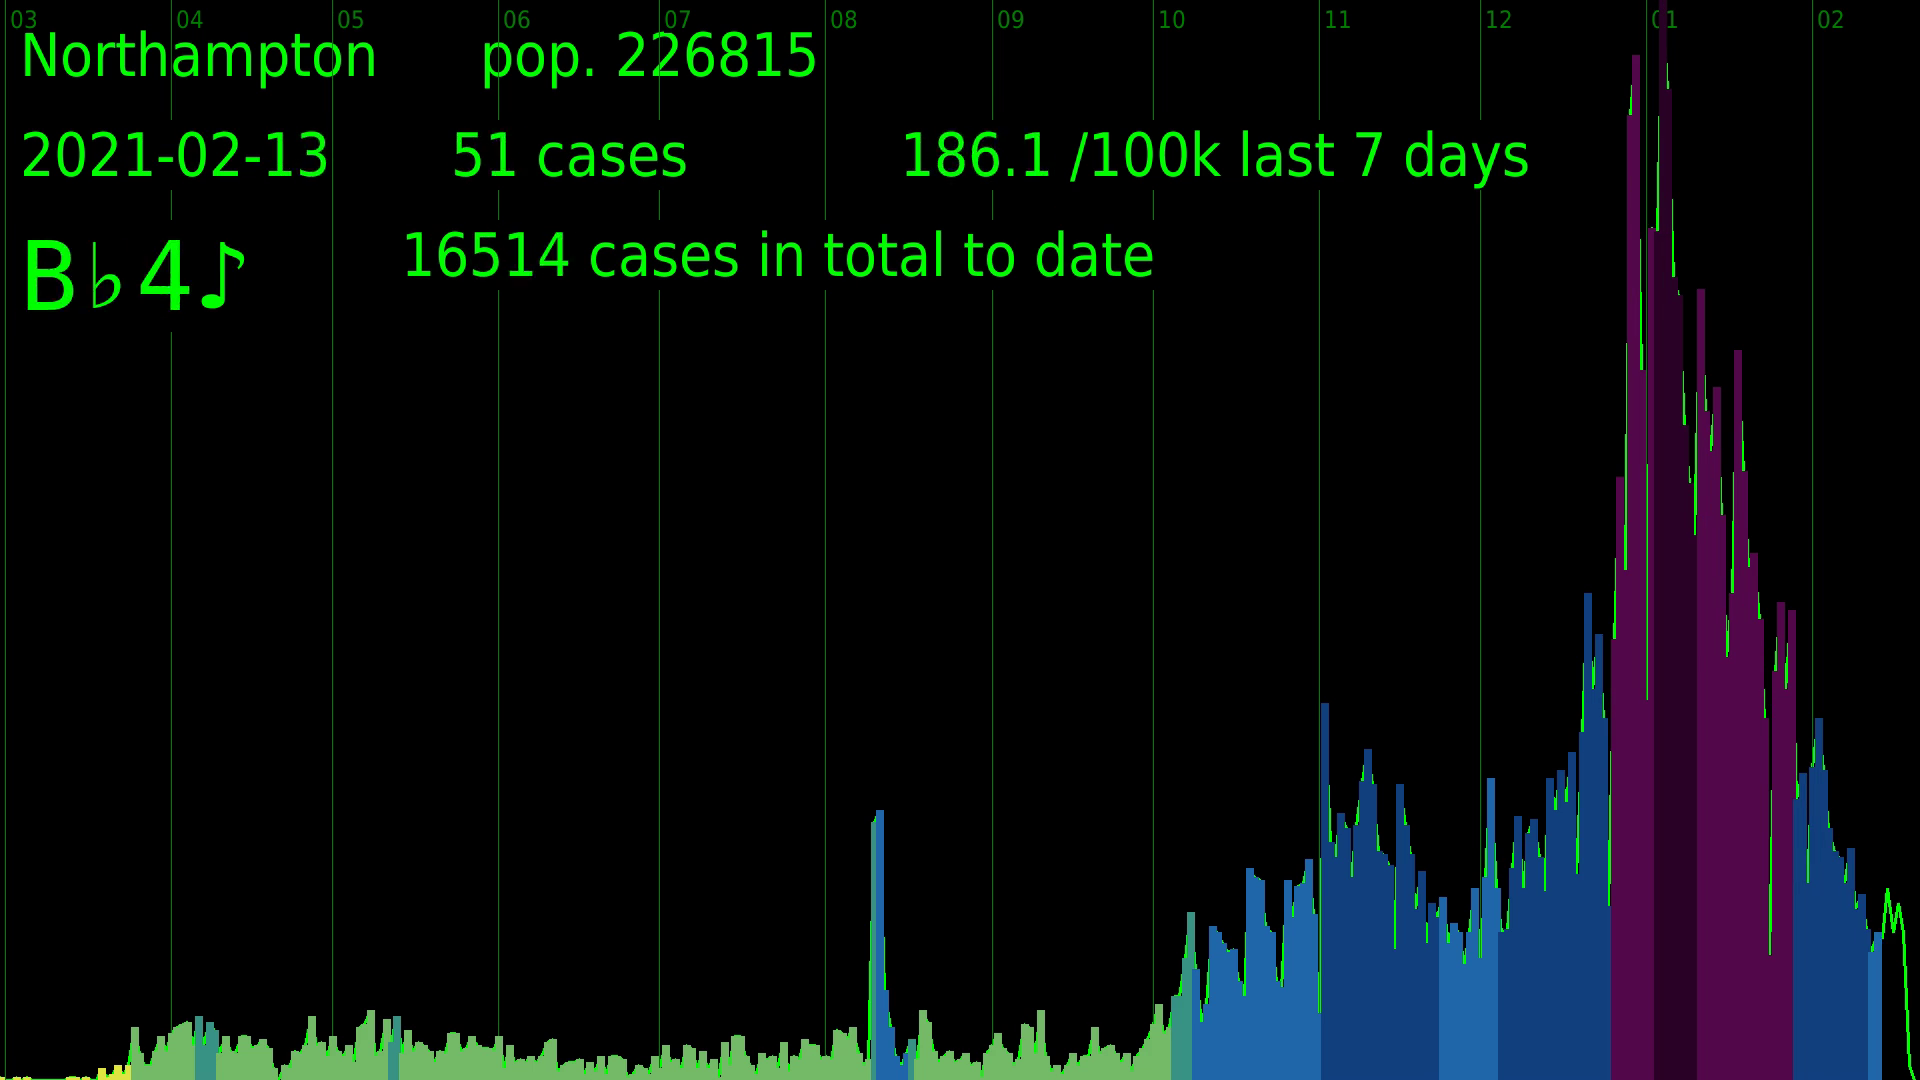 03 04 05 06 07 08 09 10 11 12 01 02
Northampton pop. 226815
2021-02-13 51 cases 186.1 /100k last 7 days
B♭4♪ 16514 cases in total to date